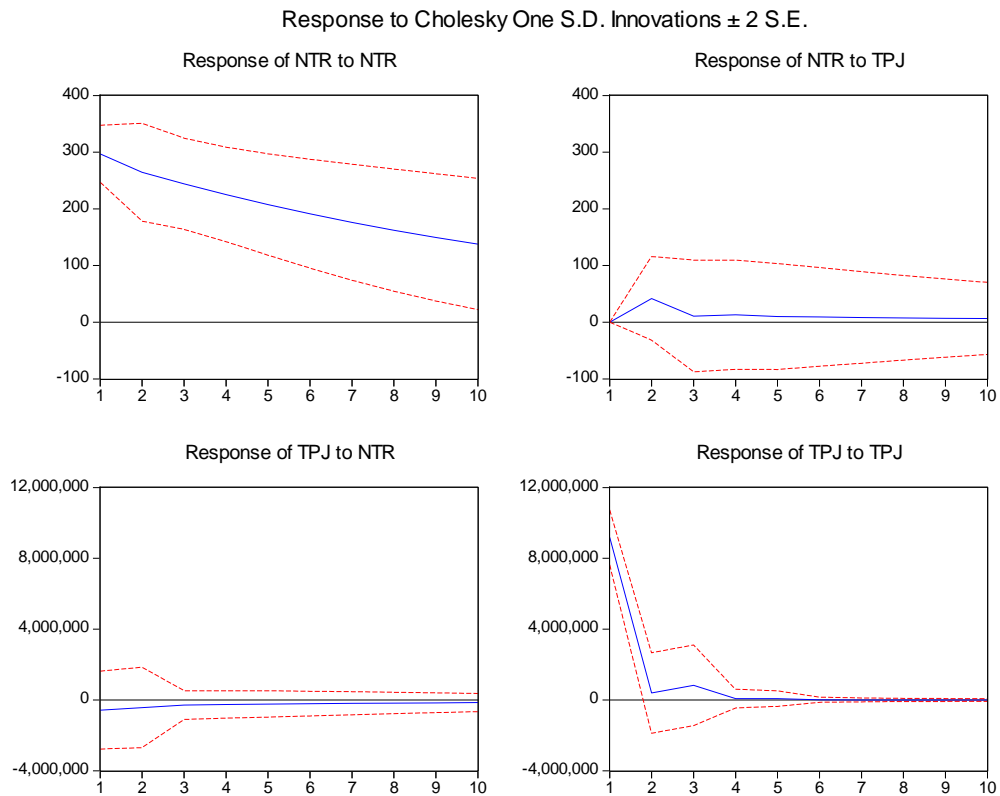 Response to Cholesky One S.D. Innovations ± 2 S.E.
Response of NTR to NTR
400
300
200
100
0
-100
1 2 3 4 5 6 7 8 9 10
Response of NTR to TPJ
400
300
200
100
0
-100
1 2 3 4 5 6 7 8 9 10
Response of TPJ to NTR
12,000,000
8,000,000
4,000,000
0
-4,000,000
1 2 3 4 5 6 7 8 9 10
Response of TPJ to TPJ
12,000,000
8,000,000
4,000,000
0
-4,000,000
1 2 3 4 5 6 7 8 9 10